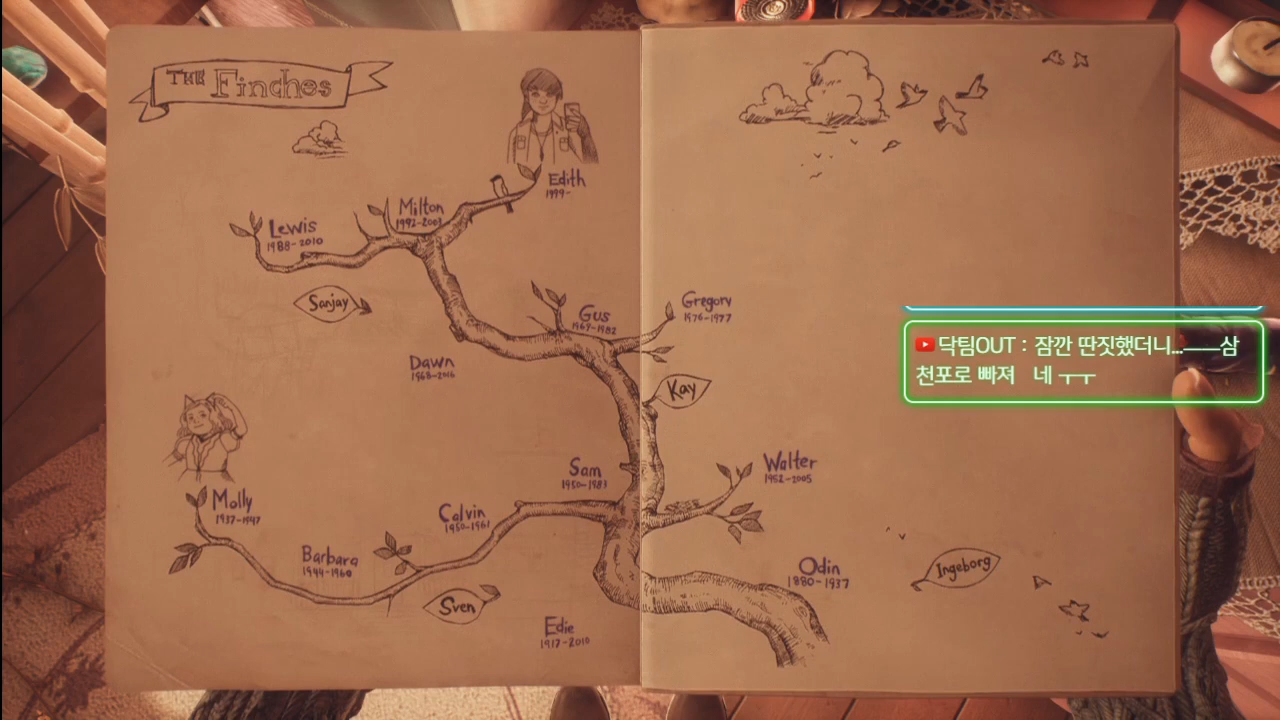 THE Finches
Edith
1999-
Milton
1992-2003
Lewis
1988-2010
Sanjay
Gus
1969-1982
Gregory
1976-1977
Dawn
1968-2016
Kay
닥팀OUT : 잠깐 딴짓했더니...——삼
천포로 빠져 네 ㅜㅜ
Sam
1950-1983
Walter
1952-2005
Molly
1937-1947
Calvin
1950-1961
Barbara
1944-1960
Sven
Odin
1880-1937
Ingeborg
Edie
1917-2010